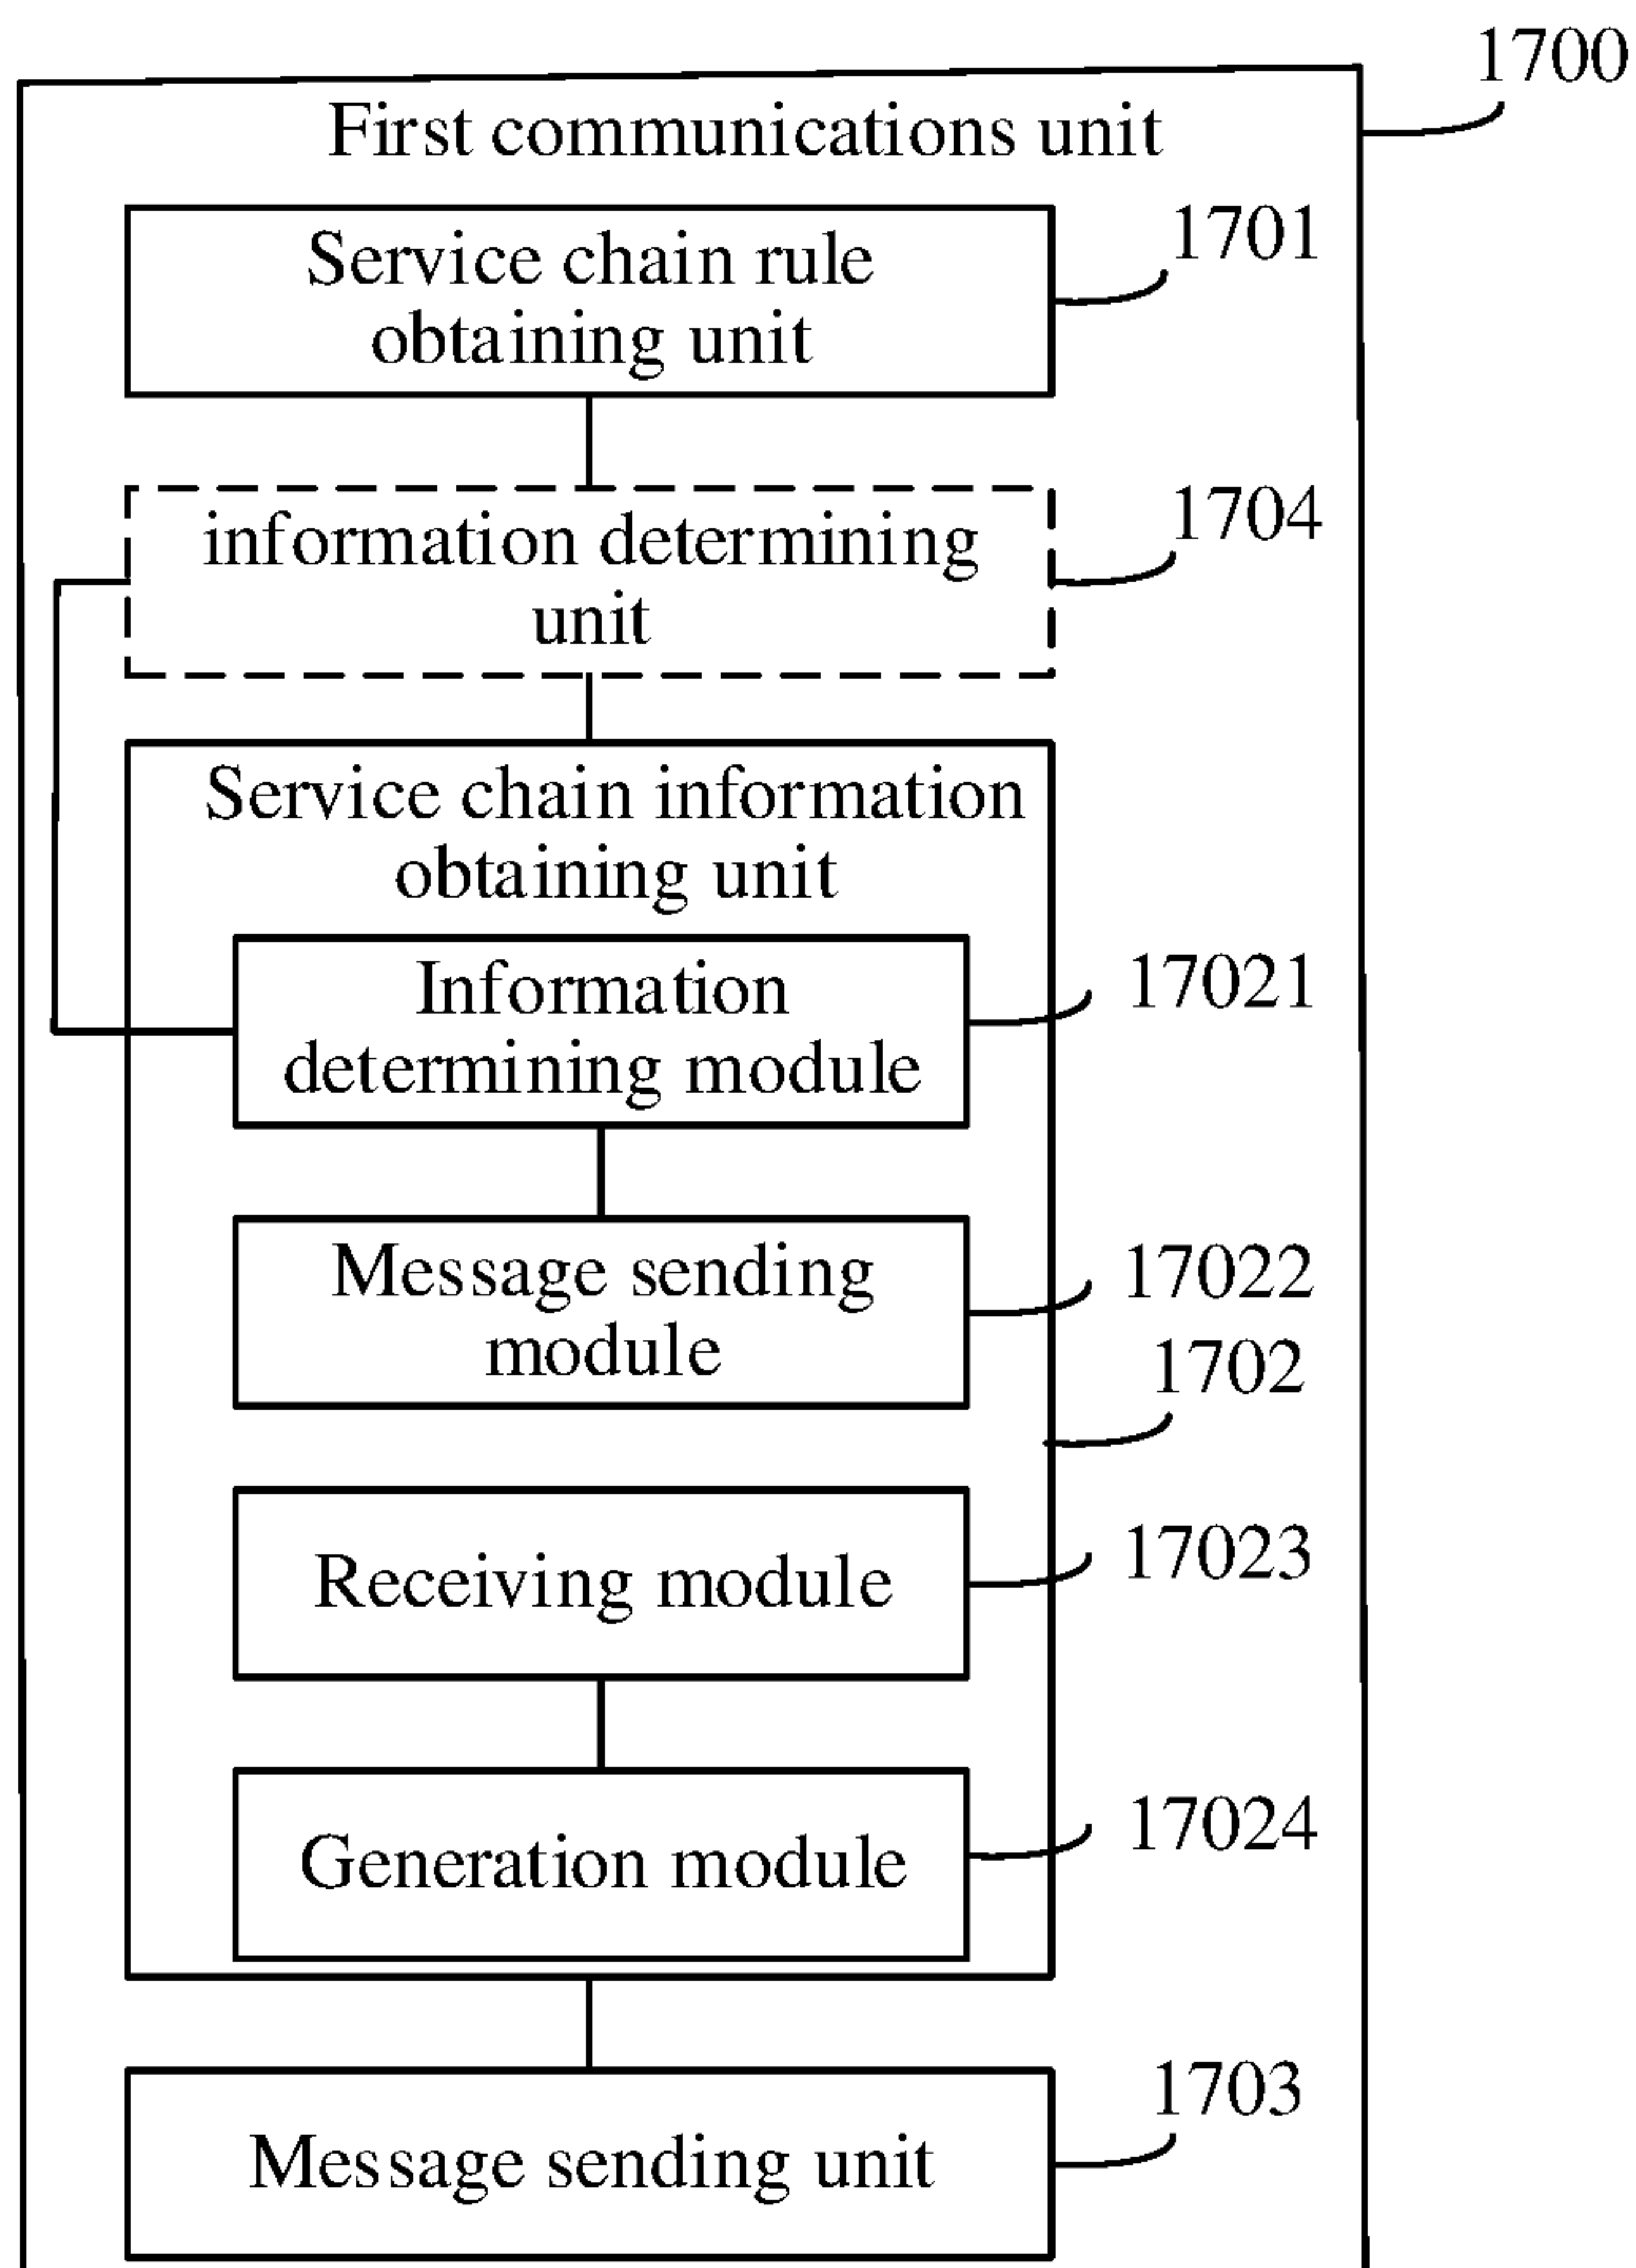 1700
First communications unit
1701
Service chain rule
obtaining unit
1704
information determining
unit
Service chain information
obtaining unit
17021
Information
determining module
17022
Message sending
module
1702
17023
Receiving module
17024
Generation module
1703
Message sending unit